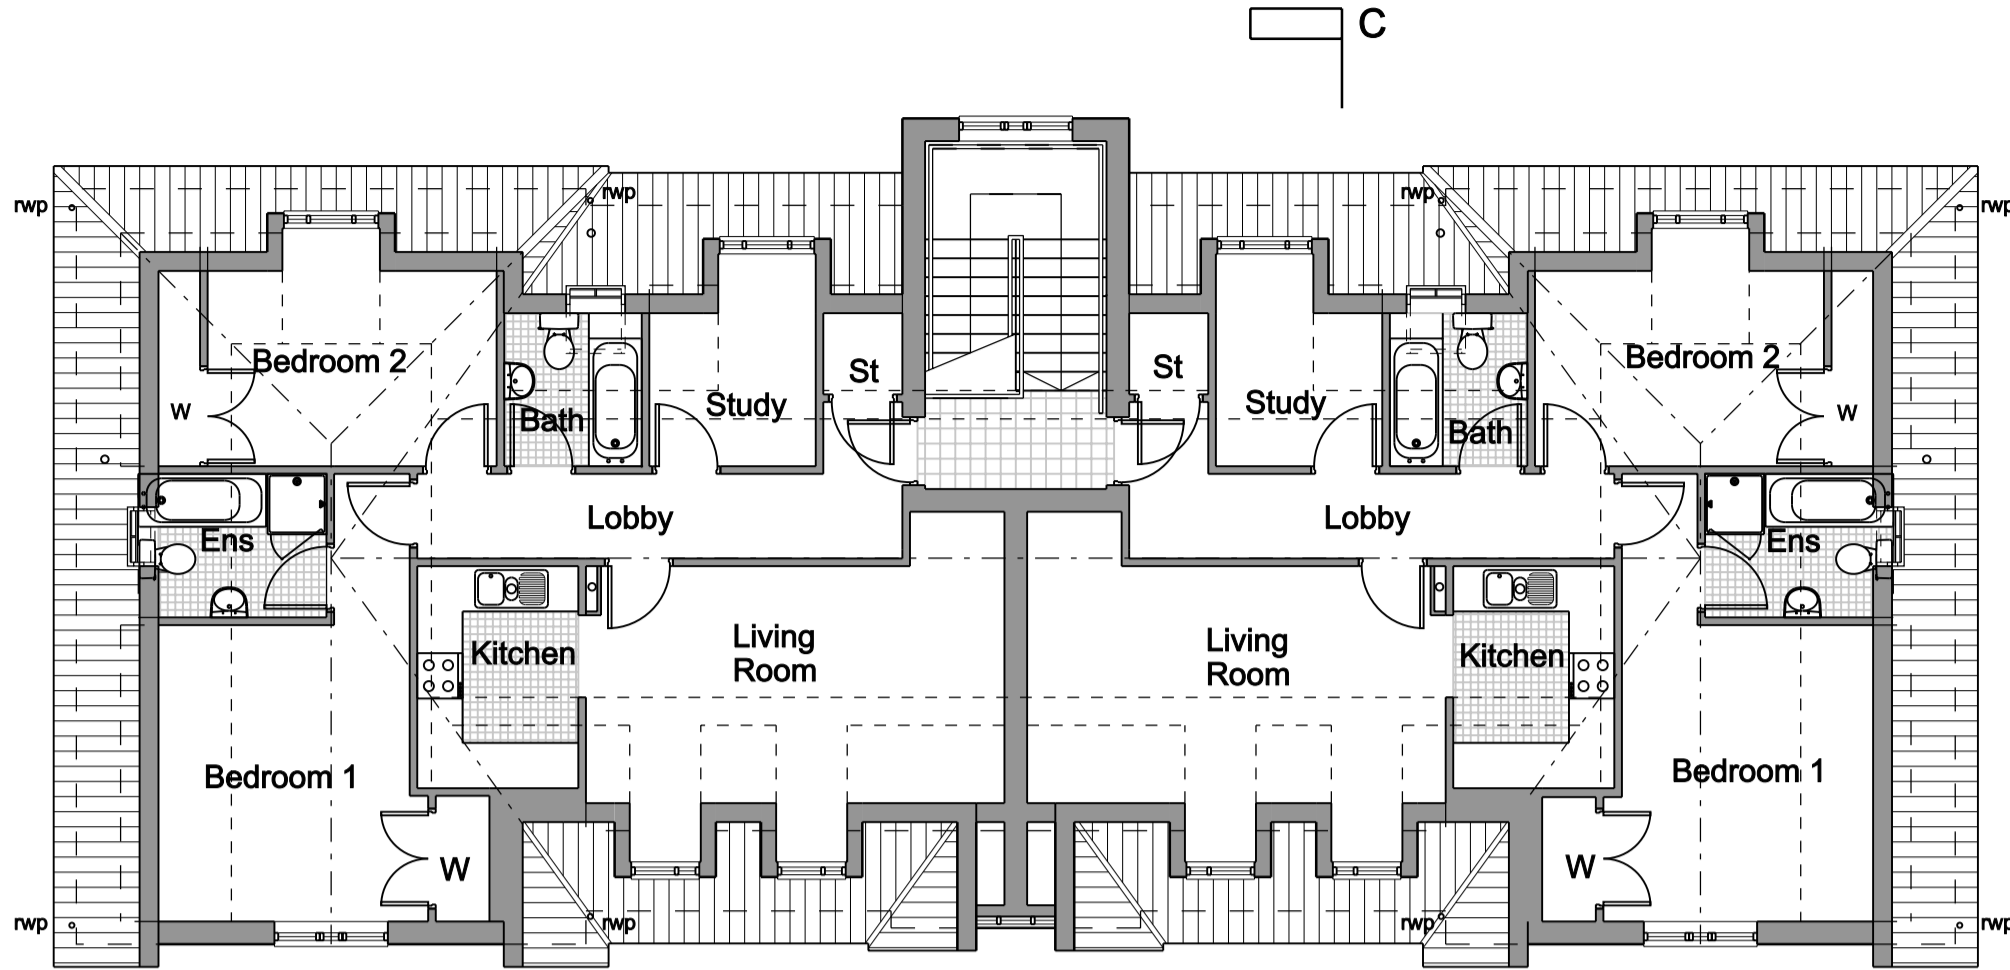 C
rwp
rwp
rwp
rwp
Bedroom 2
St
St
Bedroom 2
W
Bath
Study
Study
Bath
W
Ens
Lobby
Lobby
Ens
Kitchen
Living
Room
Living
Room
Kitchen
Bedroom 1
Bedroom 1
W
W
rwp
rwp
rwp
rwp